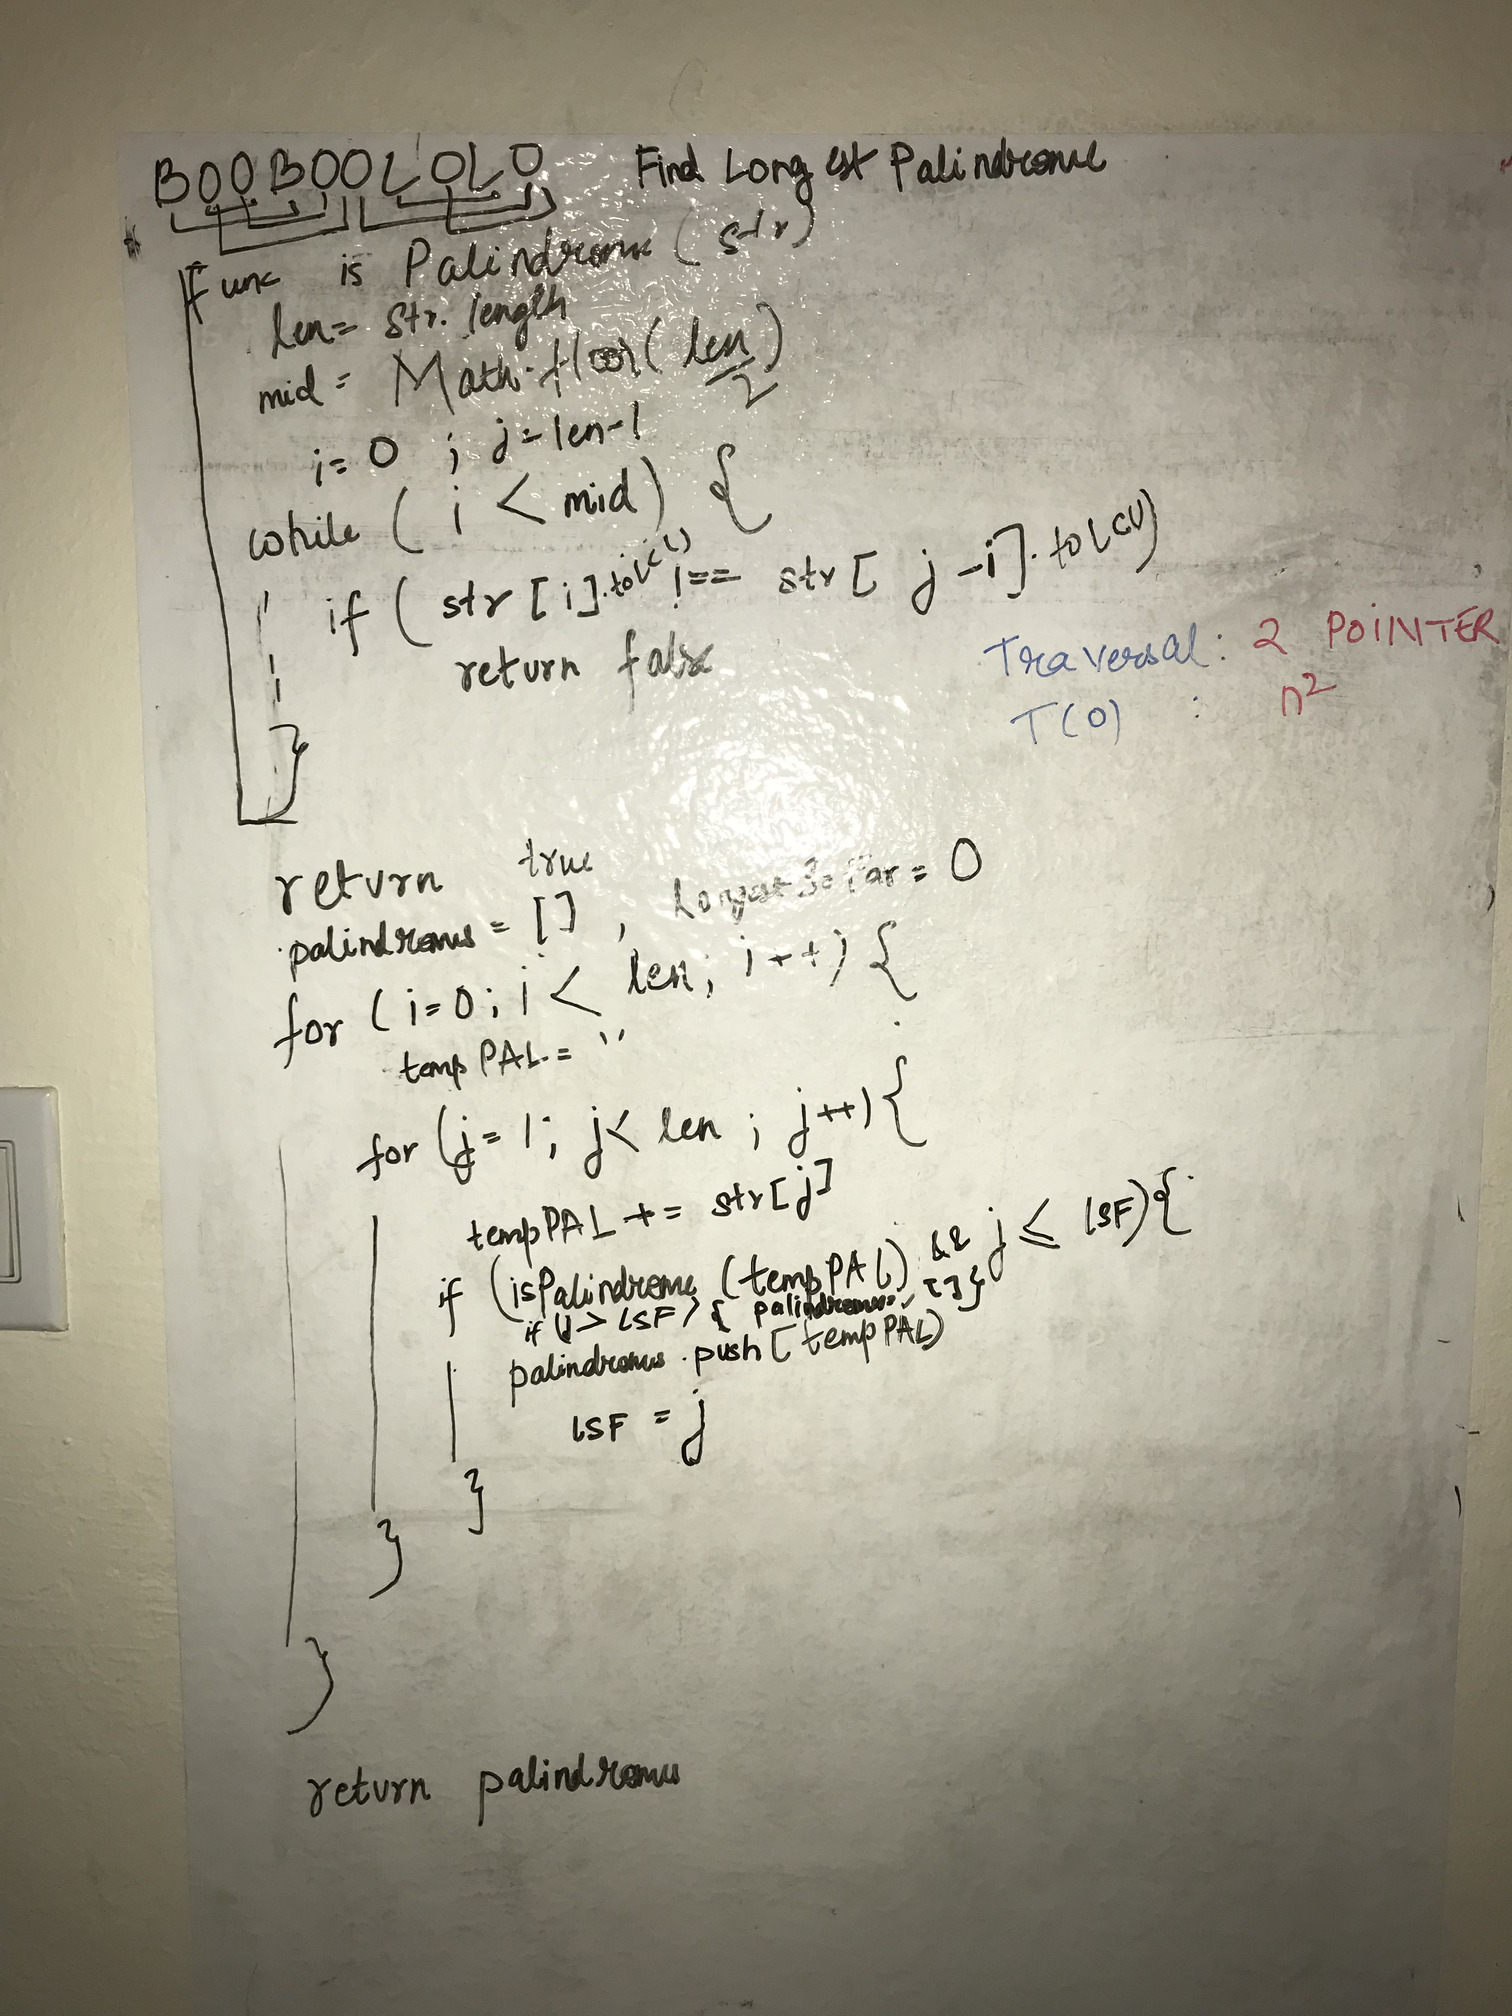 BOOBOOLOLO Find Longest Palindrome
func isPalindrome(str)
len = str.length
mid = Math.floor(len/2)
i=0 ; j=len-1
while (i < mid) {
if (str[i].toLC() !== str[j-i].toLC())
return false
Traversal: 2 POINTER
T(O) : n²
}
return true
palindromes = [], LongestSoFar = 0
for (i=0; i < len; i++) {
tempPAL = ''
for (j=1; j< len; j++) {
tempPAL += str[j]
if (isPalindrome (tempPAL) && j ≤ LSF) {
if (j > LSF) { palindromes = []}
palindromes.push(tempPAL)
LSF = j
}
}
}
return palindromes